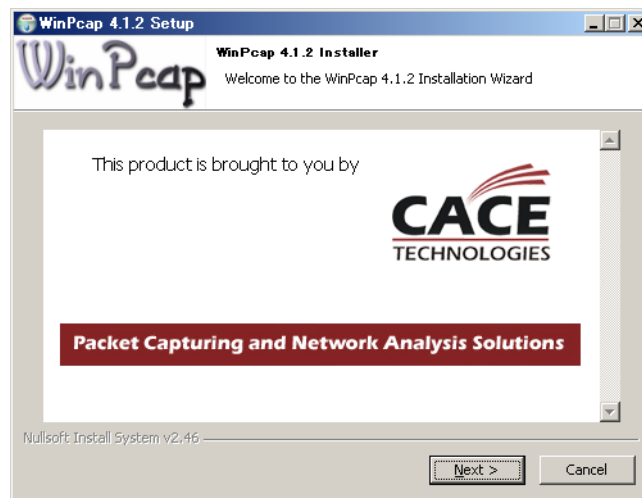 WinPcap 4.1.2 Setup
WinPcap
WinPcap 4.1.2 Installer
Welcome to the WinPcap 4.1.2 Installation Wizard
This product is brought to you by
CACE
TECHNOLOGIES
Packet Capturing and Network Analysis Solutions
Nullsoft Install System v2.46
Next >
Cancel